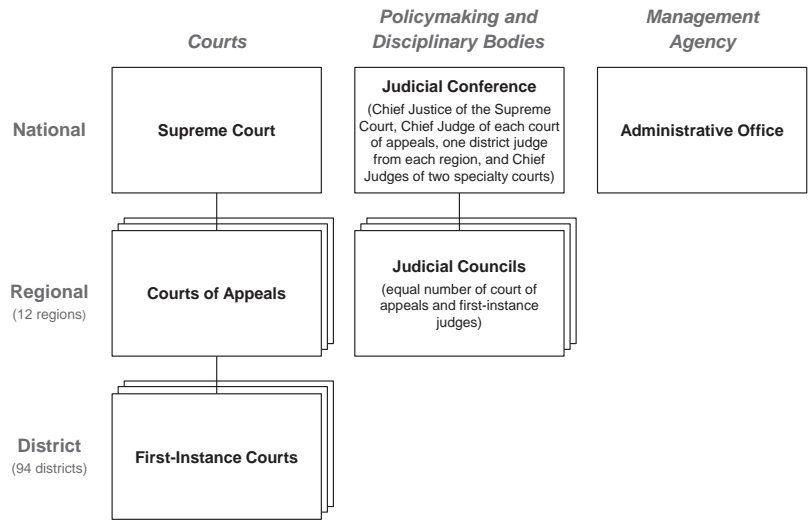 Courts
Policymaking and
Disciplinary Bodies
Management
Agency
National
Supreme Court
Judicial Conference
(Chief Justice of the Supreme
Court, Chief Judge of each court
of appeals, one district judge
from each region, and Chief
Judges of two specialty courts)
Administrative Office
Regional
(12 regions)
Courts of Appeals
Judicial Councils
(equal number of court of
appeals and first-instance
judges)
District
(94 districts)
First-Instance Courts